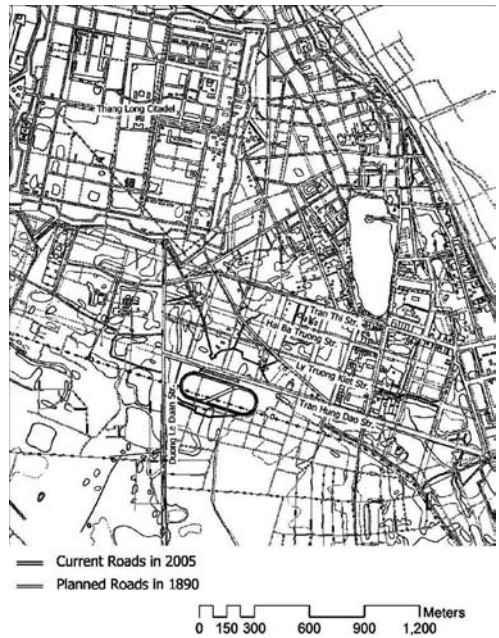 Thang Long Citadel
Tran Thi Str.
Hai Ba Truong Str.
Ly Truong Kiet Str.
Tran Hung Dao Str.
Duong Le Duan Str.
Current Roads in 2005
Planned Roads in 1890
Meters
0 150 300 600 900 1,200